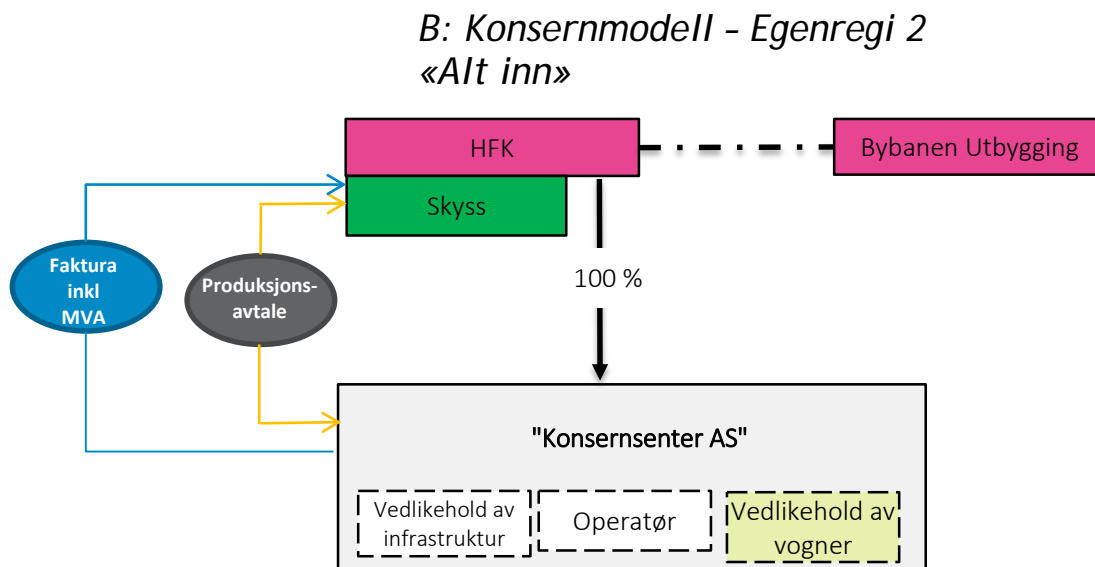 B: Konsernmodell – Egenregi 2
«Alt inn»
HFK
Bybanen Utbygging
Skyss
Faktura
inkl
MVA
Produksjons-
avtale
100 %
"Konsernsenter AS"
Vedlikehold av
infrastruktur
Operatør
Vedlikehold av
vogner